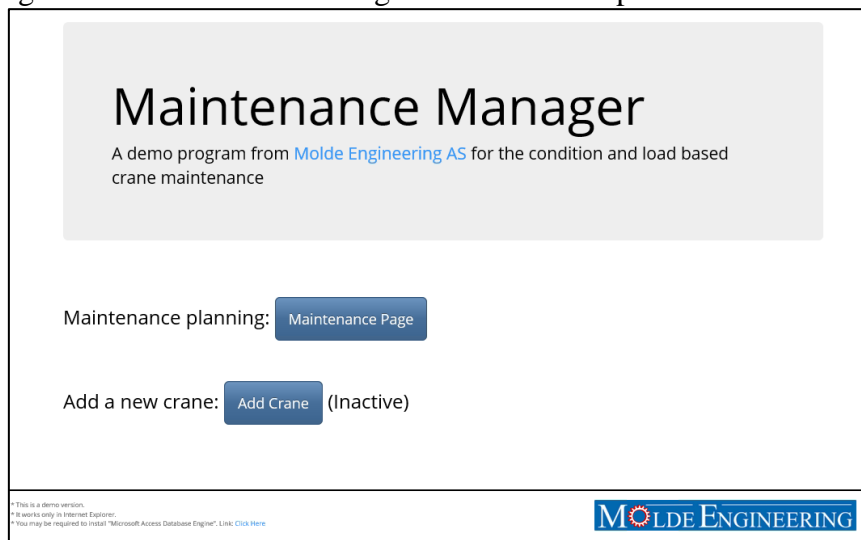 Maintenance Manager
A demo program from Molde Engineering AS for the condition and load based
crane maintenance
Maintenance planning: Maintenance Page
Add a new crane: Add Crane (Inactive)
* This is a demo version.
* It works only in Internet Explorer.
* You may be required to install "Microsoft Access Database Engine". Link: Click Here
MOLDE ENGINEERING